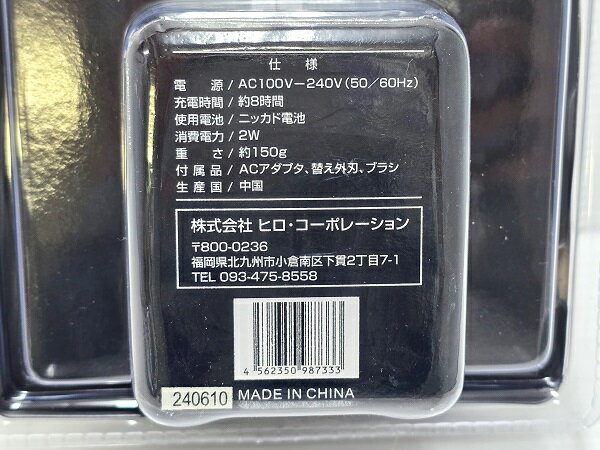 仕様
電源/AC100V-240V(50/60Hz)
充電時間/約8時間
使用電池/ニッカド電池
消費電力/2W
重さ/約150g
付属品/ACアダプタ、替え外刃、ブラシ
生産国/中国
株式会社 ヒロ・コーポレーション
〒800-0236
福岡県北九州市小倉南区下貫2丁目7-1
TEL 093-475-8558
4 562350 987333
240610 MADE IN CHINA